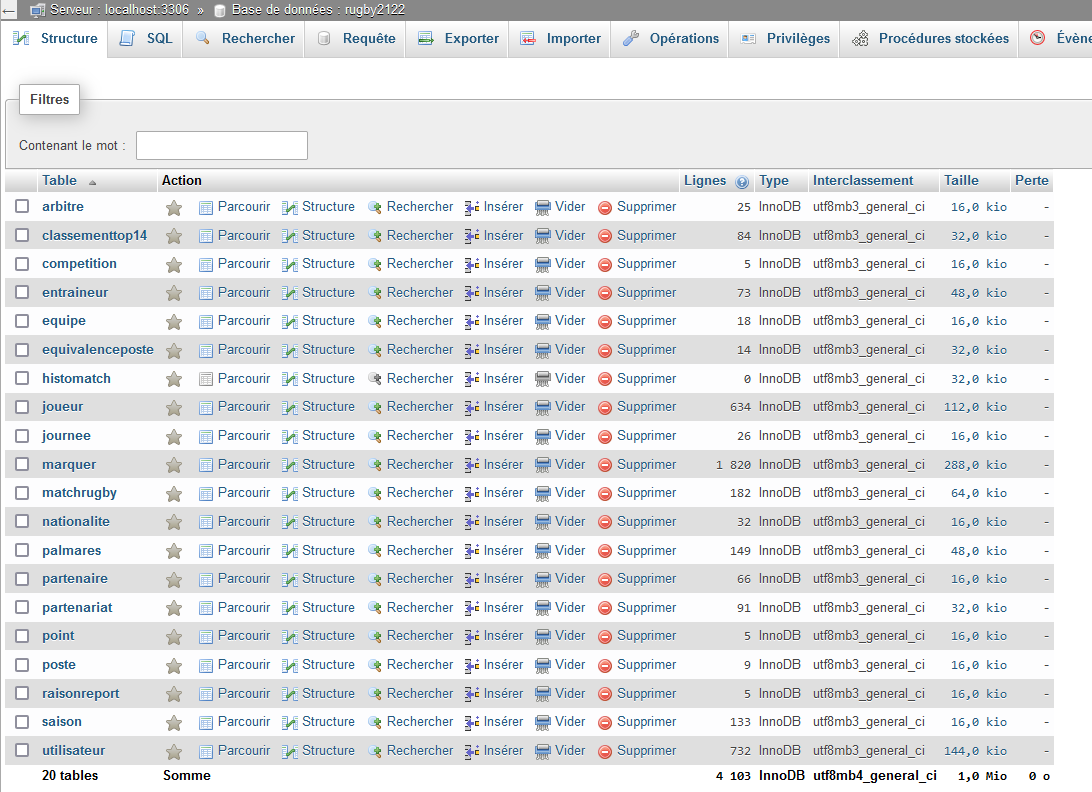 ← Serveur : localhost:3306 » Base de données : rugby2122
Structure SQL Rechercher Requête Exporter Importer Opérations Privilèges Procédures stockées Évène
Filtres
Contenant le mot :
Table Action Lignes Type Interclassement Taille Perte
arbitre Parcourir Structure Rechercher Insérer Vider Supprimer 25 InnoDB utf8mb3_general_ci 16,0 kio -
classementtop14 Parcourir Structure Rechercher Insérer Vider Supprimer 84 InnoDB utf8mb3_general_ci 32,0 kio -
competition Parcourir Structure Rechercher Insérer Vider Supprimer 5 InnoDB utf8mb3_general_ci 16,0 kio -
entraineur Parcourir Structure Rechercher Insérer Vider Supprimer 73 InnoDB utf8mb3_general_ci 48,0 kio -
equipe Parcourir Structure Rechercher Insérer Vider Supprimer 18 InnoDB utf8mb3_general_ci 16,0 kio -
equivalenceposte Parcourir Structure Rechercher Insérer Vider Supprimer 14 InnoDB utf8mb3_general_ci 32,0 kio -
histomatch Parcourir Structure Rechercher Insérer Vider Supprimer 0 InnoDB utf8mb3_general_ci 32,0 kio -
joueur Parcourir Structure Rechercher Insérer Vider Supprimer 634 InnoDB utf8mb3_general_ci 112,0 kio -
journee Parcourir Structure Rechercher Insérer Vider Supprimer 26 InnoDB utf8mb3_general_ci 16,0 kio -
marquer Parcourir Structure Rechercher Insérer Vider Supprimer 1 820 InnoDB utf8mb3_general_ci 288,0 kio -
matchrugby Parcourir Structure Rechercher Insérer Vider Supprimer 182 InnoDB utf8mb3_general_ci 64,0 kio -
nationalite Parcourir Structure Rechercher Insérer Vider Supprimer 32 InnoDB utf8mb3_general_ci 16,0 kio -
palmares Parcourir Structure Rechercher Insérer Vider Supprimer 149 InnoDB utf8mb3_general_ci 48,0 kio -
partenaire Parcourir Structure Rechercher Insérer Vider Supprimer 66 InnoDB utf8mb3_general_ci 16,0 kio -
partenariat Parcourir Structure Rechercher Insérer Vider Supprimer 91 InnoDB utf8mb3_general_ci 32,0 kio -
point Parcourir Structure Rechercher Insérer Vider Supprimer 5 InnoDB utf8mb3_general_ci 16,0 kio -
poste Parcourir Structure Rechercher Insérer Vider Supprimer 9 InnoDB utf8mb3_general_ci 16,0 kio -
raisonreport Parcourir Structure Rechercher Insérer Vider Supprimer 5 InnoDB utf8mb3_general_ci 16,0 kio -
saison Parcourir Structure Rechercher Insérer Vider Supprimer 133 InnoDB utf8mb3_general_ci 16,0 kio -
utilisateur Parcourir Structure Rechercher Insérer Vider Supprimer 732 InnoDB utf8mb3_general_ci 144,0 kio -
20 tables Somme 4 103 InnoDB utf8mb4_general_ci 1,0 Mio 0 o